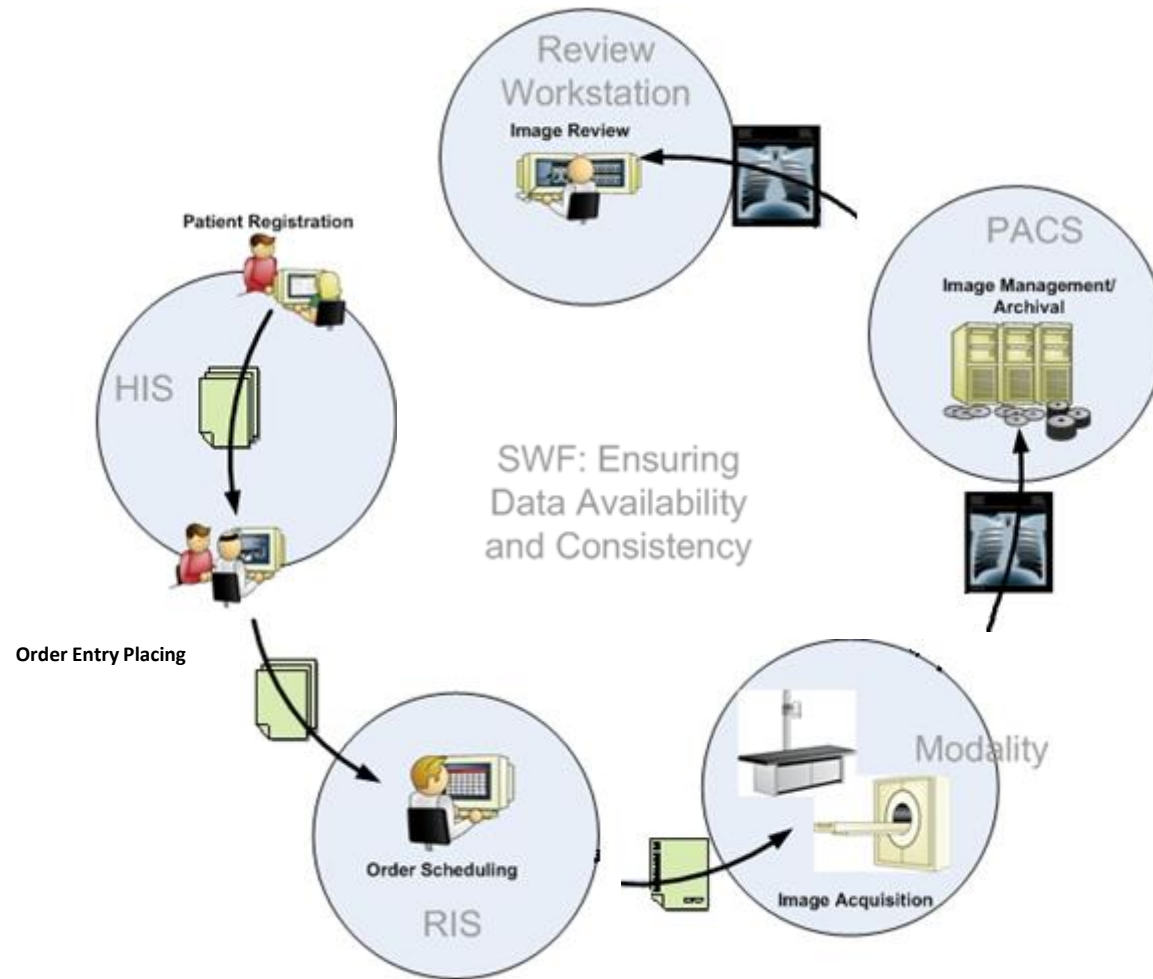 Review
Workstation
Image Review
Patient Registration
PACS
Image Management/
Archival
HIS
SWF: Ensuring
Data Availability
and Consistency
Order Entry Placing
Modality
Order Scheduling
Image Acquisition
RIS